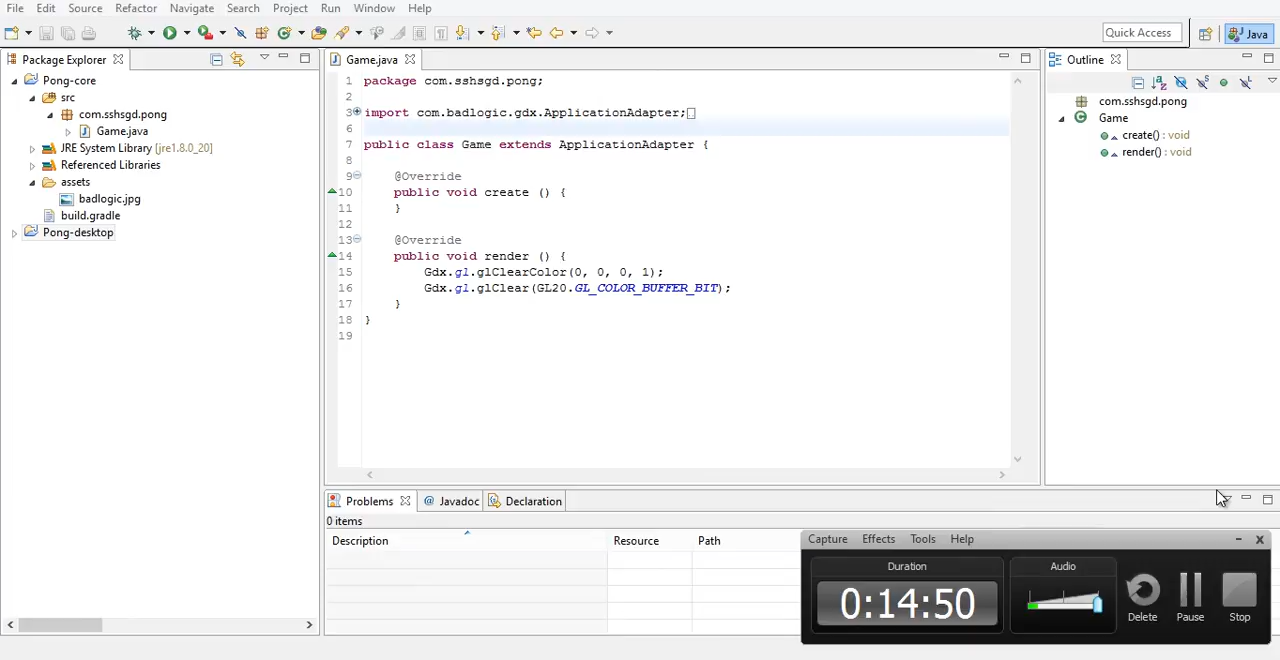 File Edit Source Refactor Navigate Search Project Run Window Help
Quick Access
Java
Package Explorer
Pong-core
src
com.sshsgd.pong
Game.java
JRE System Library [jre1.8.0_20]
Referenced Libraries
assets
badlogic.jpg
build.gradle
Pong-desktop
Game.java
1 package com.sshsgd.pong;
2
3 import com.badlogic.gdx.ApplicationAdapter;
6
7 public class Game extends ApplicationAdapter {
8
9 @Override
10 public void create () {
11 }
12
13 @Override
14 public void render () {
15 Gdx.gl.glClearColor(0, 0, 0, 1);
16 Gdx.gl.glClear(GL20.GL_COLOR_BUFFER_BIT);
17 }
18 }
19
Outline
com.sshsgd.pong
Game
create() : void
render() : void
Problems @ Javadoc Declaration
0 items
Description Resource Path
Capture Effects Tools Help
Duration
0:14:50
Audio
Delete Pause Stop